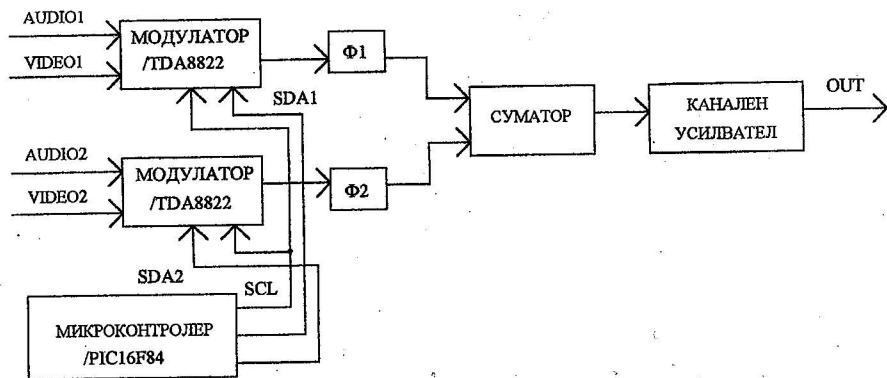 AUDIO1
МОДУЛАТОР
/TDA8822
VIDEO1
Ф1
SDA1
СУМАТОР
КАНАЛЕН
УСИЛВАТЕЛ
OUT
AUDIO2
МОДУЛАТОР
/TDA8822
VIDEO2
Ф2
SDA2
SCL
МИКРОКОНТРОЛЕР
/PIC16F84